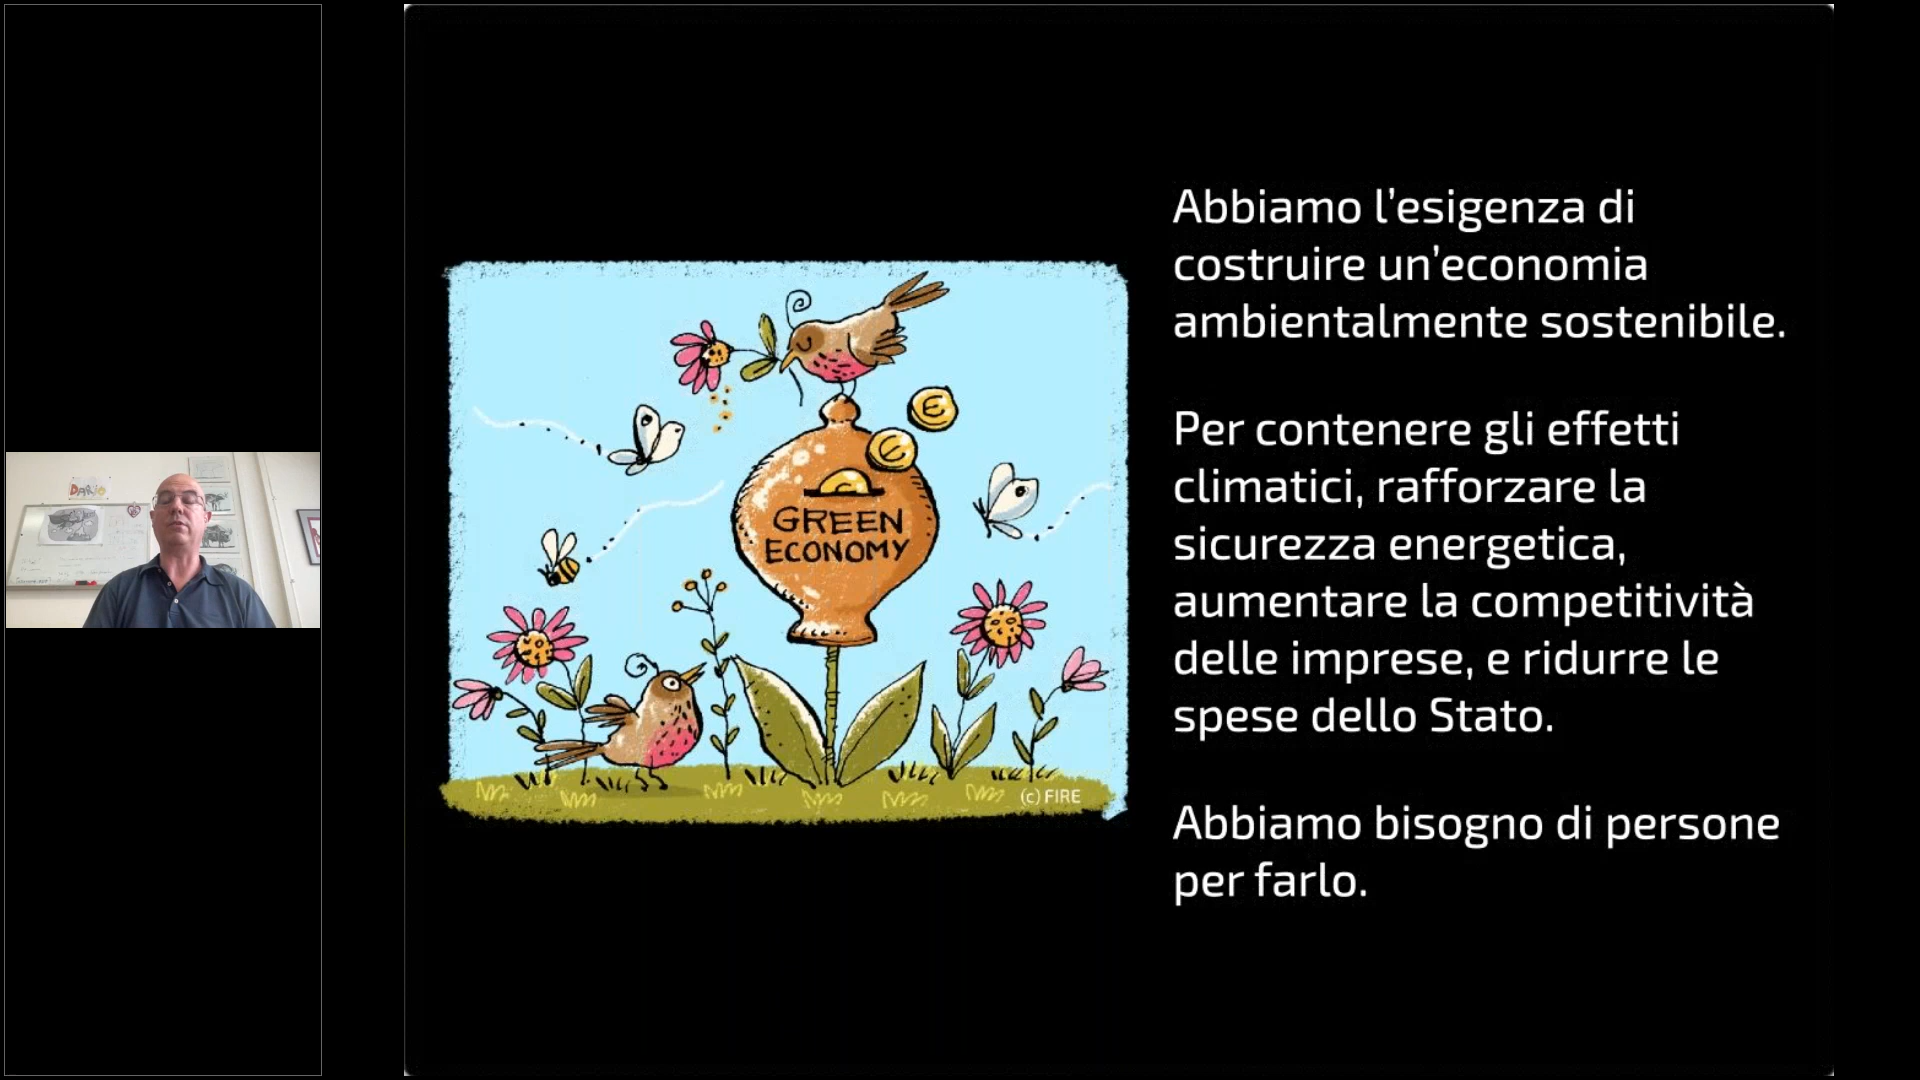 DARIO
GREEN
ECONOMY
(c) FIRE
Abbiamo l’esigenza di
costruire un’economia
ambientalmente sostenibile.
Per contenere gli effetti
climatici, rafforzare la
sicurezza energetica,
aumentare la competitività
delle imprese, e ridurre le
spese dello Stato.
Abbiamo bisogno di persone
per farlo.